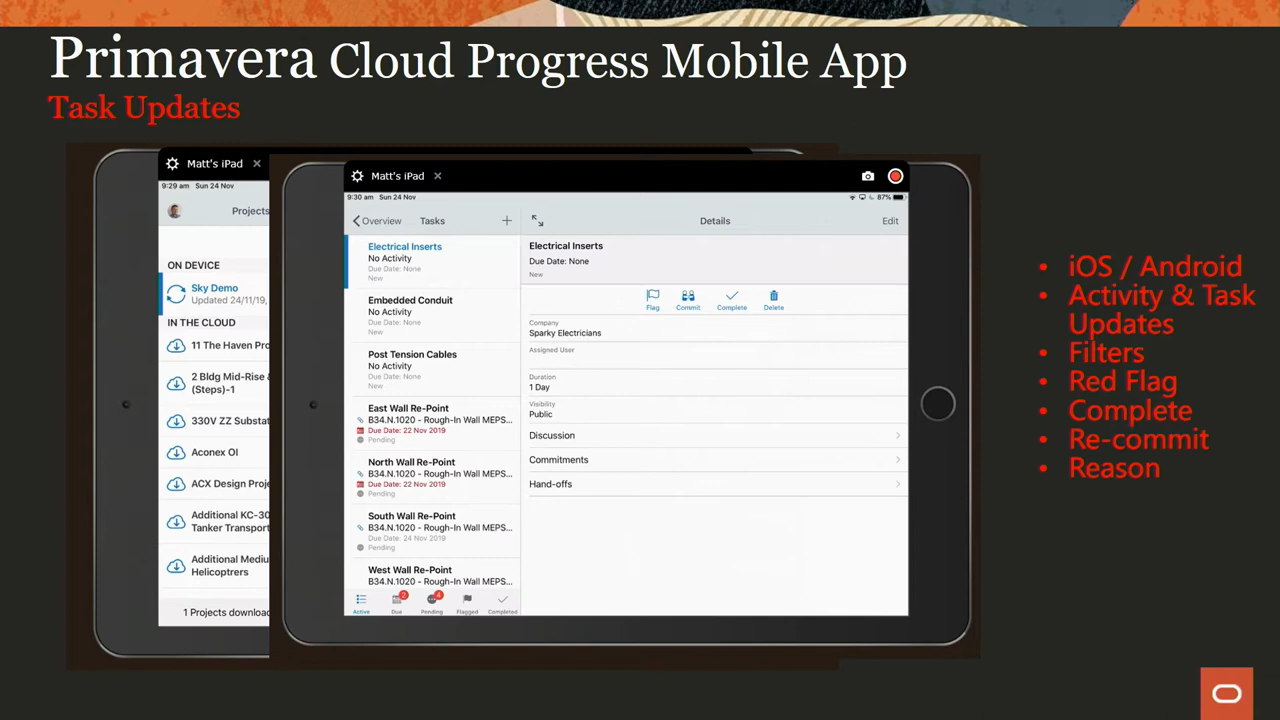 Primavera Cloud Progress Mobile App
Task Updates
Matt's iPad
9:29 am Sun 24 Nov
Projects
ON DEVICE
Sky Demo
Updated 24/11/19,
IN THE CLOUD
11 The Haven Pro
2 Bldg Mid-Rise &
(Steps)-1
330V ZZ Substat
Aconex OI
ACX Design Proje
Additional KC-30
Tanker Transport
Additional Mediu
Helicoptrers
1 Projects download
Matt's iPad
9:30 am Sun 24 Nov
87%
Overview
Tasks
Electrical Inserts
No Activity
Due Date: None
New
Embedded Conduit
No Activity
Due Date: None
New
Post Tension Cables
No Activity
Due Date: None
New
East Wall Re-Point
B34.N.1020 - Rough-In Wall MEPS...
Due Date: 22 Nov 2019
Pending
North Wall Re-Point
B34.N.1020 - Rough-In Wall MEPS...
Due Date: 22 Nov 2019
Pending
South Wall Re-Point
B34.N.1020 - Rough-In Wall MEPS...
Due Date: 24 Nov 2019
Pending
West Wall Re-Point
B34.N.1020 - Rough-In Wall MEPS...
2 4
Active Due Pending Flagged Completed
Details
Edit
Electrical Inserts
Due Date: None
New
Flag Commit Complete Delete
Company
Sparky Electricians
Assigned User
Duration
1 Day
Visibility
Public
Discussion
Commitments
Hand-offs
• iOS / Android
• Activity & Task
Updates
• Filters
• Red Flag
• Complete
• Re-commit
• Reason